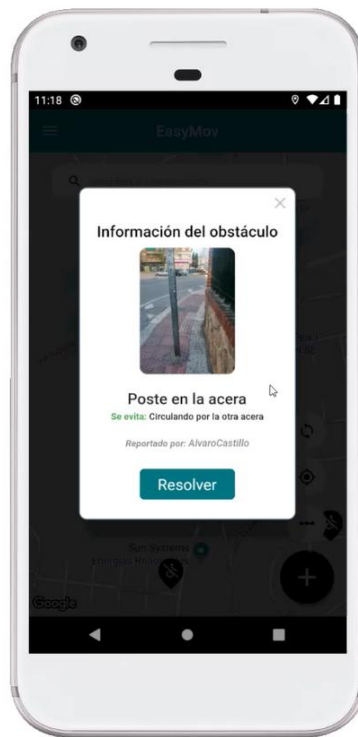 11:18
EasyMov
Información del obstáculo
Poste en la acera
Se evita: Circulando por la otra acera
Reportado por: AlvaroCastillo
Resolver
Sun Systems
Energías
Google